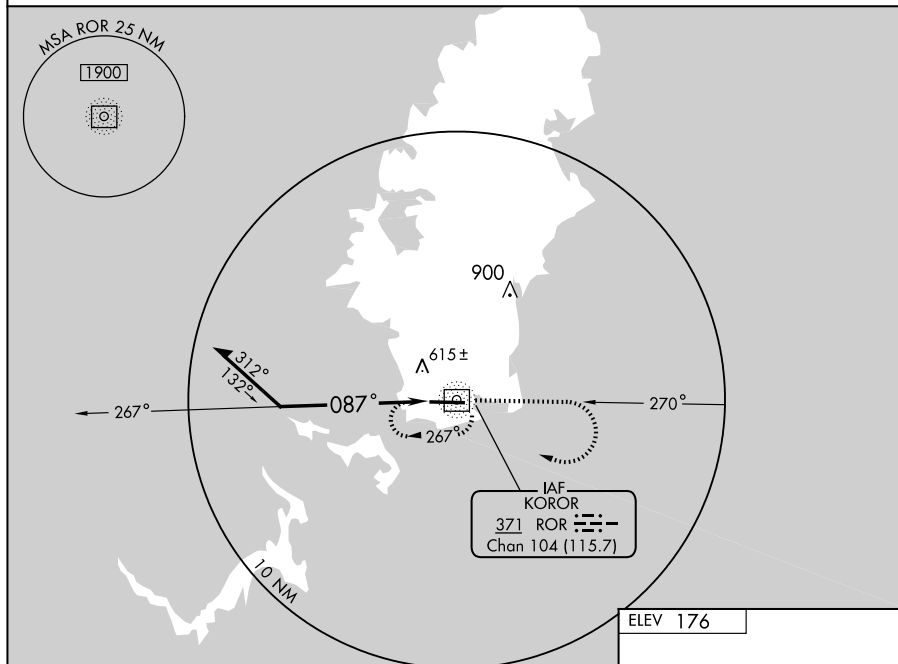 MSA ROR 25 NM
1900
900
615±
312°
132°
267°
087°
270°
267°
IAF
KOROR
371 ROR
Chan 104 (115.7)
10 NM
ELEV 176